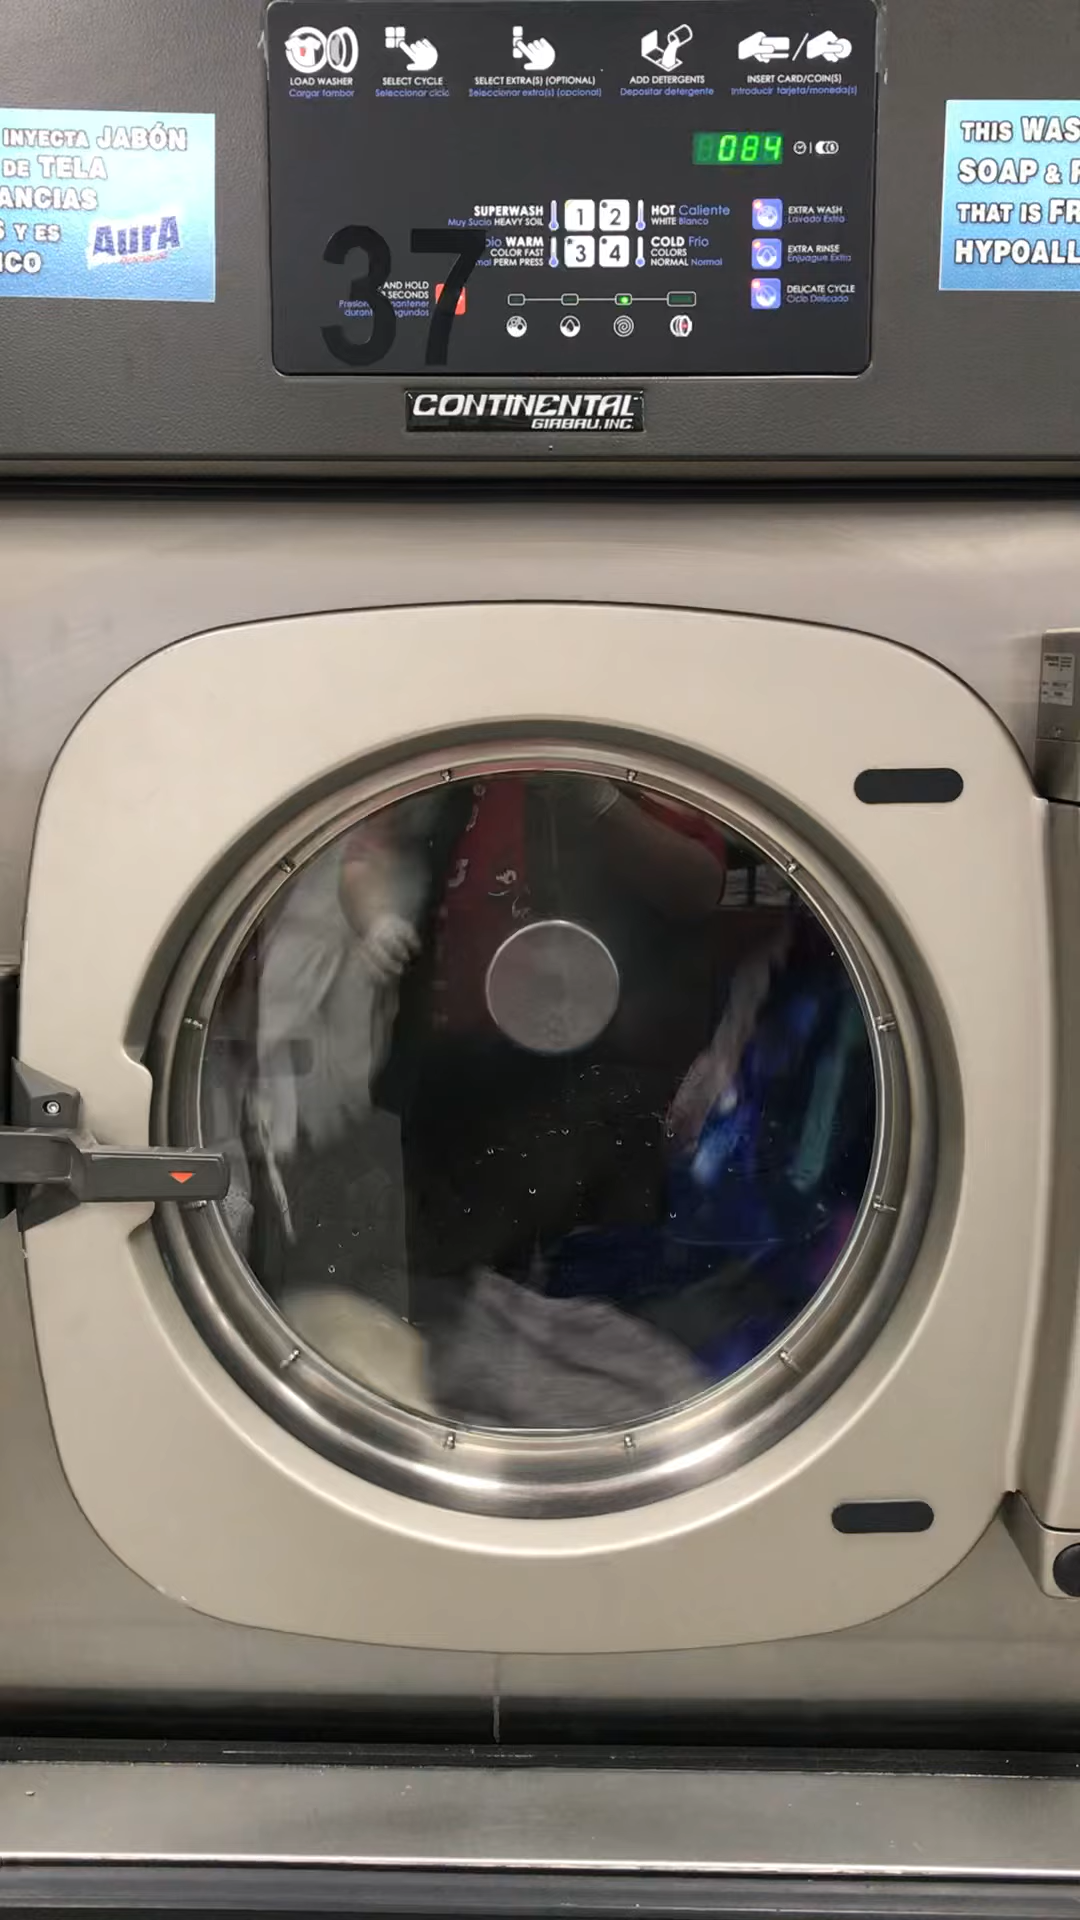 LOAD WASHER
Cargar tambor
SELECT CYCLE
Seleccionar ciclo
SELECT EXTRA(S) (OPTIONAL)
Seleccionar extra(s) (opcional)
ADD DETERGENTS
Depositar detergente
INSERT CARD/COIN(S)
Introducir tarjeta/moneda(s)
INYECTA JABÓN
DE TELA
ANCIAS
S Y ES
ICO
AurA
084
SUPERWASH
Muy Sucio HEAVY SOIL
1 2
HOT Caliente
WHITE Blanco
WARM
COLOR FAST
PERM PRESS
3 4
COLD Frío
COLORS
NORMAL Normal
EXTRA WASH
Lavado Extra
EXTRA RINSE
Enjuague Extra
DELICATE CYCLE
Ciclo Delicado
AND HOLD
SECONDS
37
CONTINENTAL
GIRBAU, INC.
THIS WAS
SOAP & F
THAT IS FR
HYPOALL